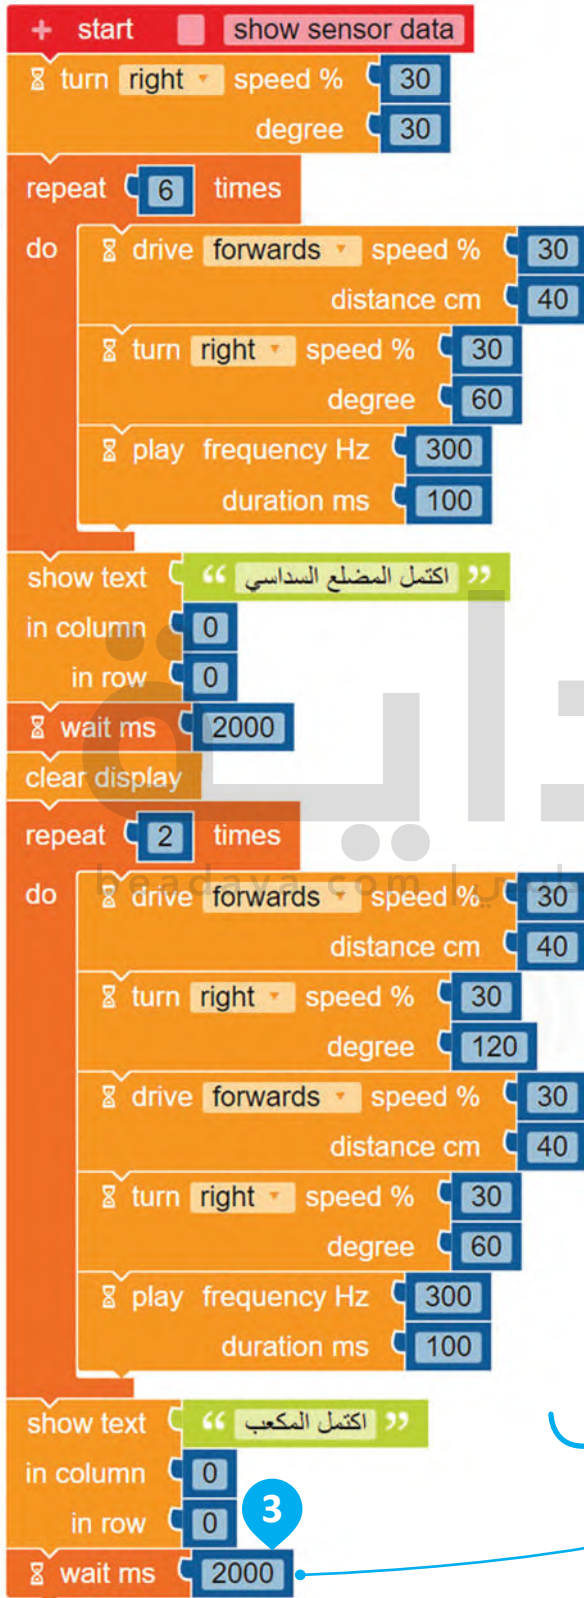 + start show sensor data
turn right speed % 30
degree 30
repeat 6 times
do drive forwards speed % 30
distance cm 40
turn right speed % 30
degree 60
play frequency Hz 300
duration ms 100
show text “ اكتمل المضلع السداسي ”
in column 0
in row 0
wait ms 2000
clear display
repeat 2 times
beadaya.com |
do drive forwards speed % 30
distance cm 40
turn right speed % 30
degree 120
drive forwards speed % 30
distance cm 40
turn right speed % 30
degree 60
play frequency Hz 300
duration ms 100
show text “ اكتمل المكعب ”
in column 0
in row 0
3
wait ms 2000